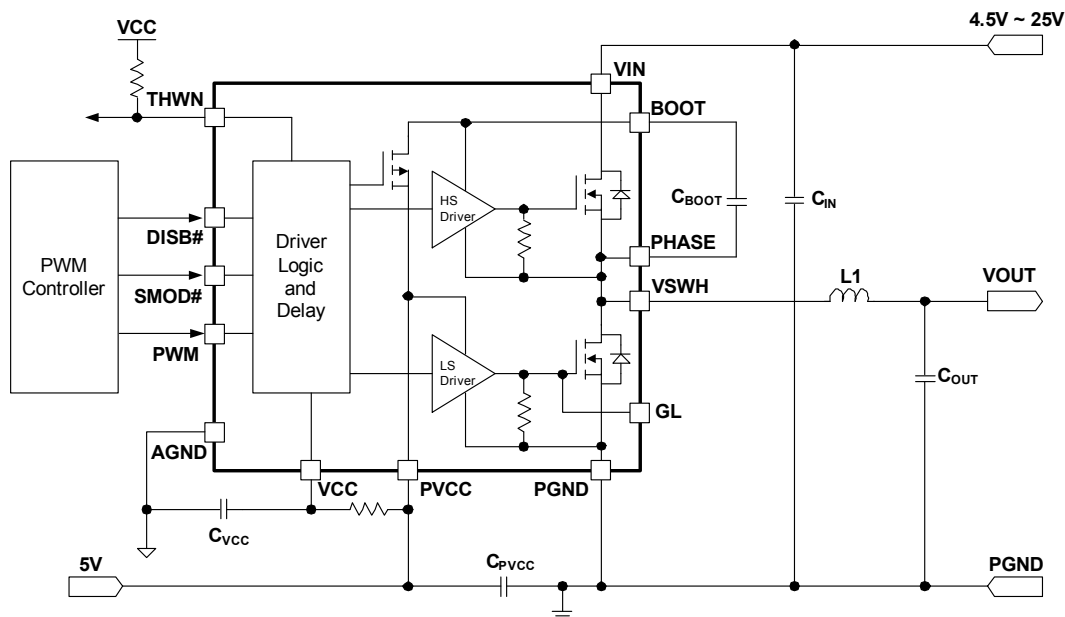 VCC
4.5V ~ 25V
VIN
THWN
BOOT
HS
Driver
CBOOT
CIN
DISB#
Driver
Logic
and
Delay
PHASE
PWM
Controller
SMOD#
VSWH
L1
VOUT
PWM
LS
Driver
COUT
GL
AGND
VCC
PVCC
PGND
CVCC
5V
CPVCC
PGND